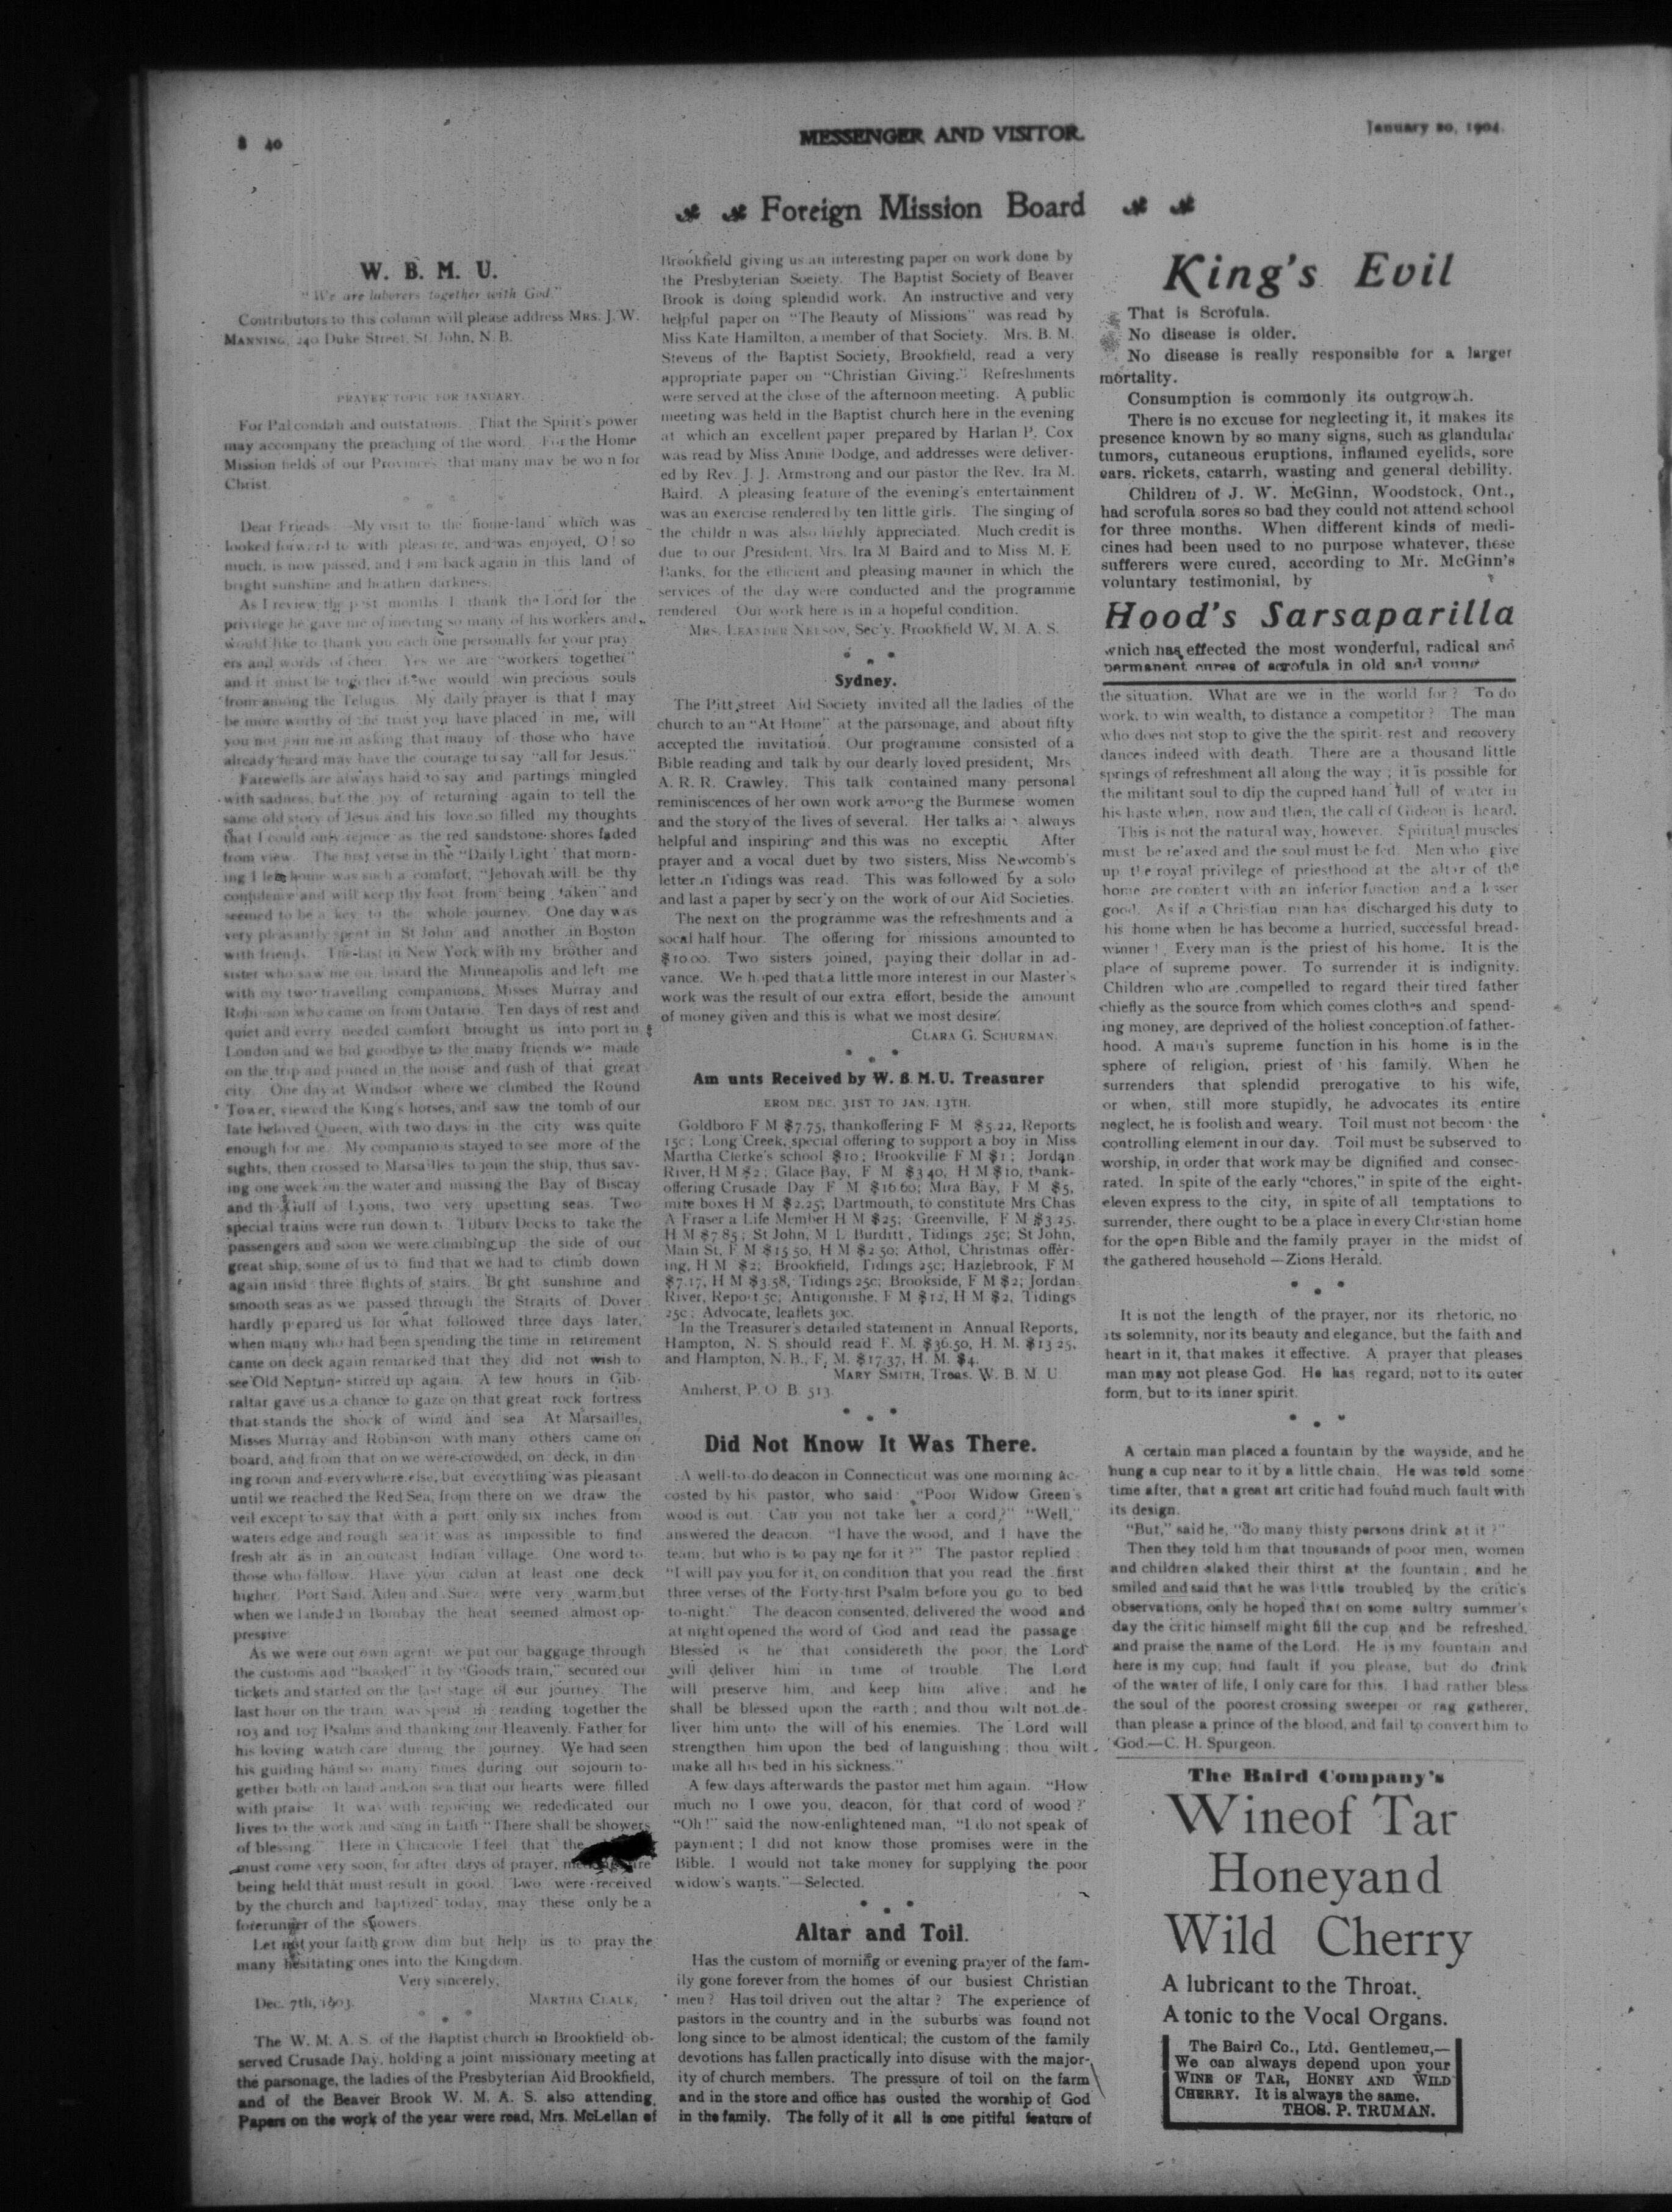 8 40
MESSENGER AND VISITOR.
January 20, 1904.
Foreign Mission Board
W. B. M. U.
"We are laborers together with God."
Contributors to this column will please address MRS. J. W.
MANNING, 240 Duke Street, St. John, N. B.
PRAYER TOPIC FOR JANUARY.
For Palcondah and outstations. That the Spirit's power
may accompany the preaching of the word. For the Home
Mission fields of our Provinces that many may be won for
Christ.
Dear Friends: My visit to the home-land which was
looked forward to with pleasure, and was enjoyed, O! so
much, is now passed, and I am back again in this land of
bright sunshine and heathen darkness.
As I review the past months I thank the Lord for the
privilege he gave me of meeting so many of his workers and
would like to thank you each one personally for your pray-
ers and words of cheer. Yes we are "workers together"
and it must be together if we would win precious souls
from among the Telugus. My daily prayer is that I may
be more worthy of the trust you have placed in me, will
you not join me in asking that many of those who have
already heard may have the courage to say "all for Jesus."
Farewells are always hard to say and partings mingled
with sadness, but the joy of returning again to tell the
same old story of Jesus and his love so filled my thoughts
that I could only rejoice as the red sandstone shores faded
from view. The first verse in the "Daily Light" that morn-
ing I left home was such a comfort, "Jehovah will be thy
confidence and will keep thy foot from being taken" and
seemed to be a key to the whole journey. One day was
very pleasantly spent in St John and another in Boston
with friends. The last in New York with my brother and
sister who saw me on board the Minneapolis and left me
with my two travelling companions, Misses Murray and
Robinson who came on from Ontario. Ten days of rest and
quiet and every needed comfort brought us into port in
London and we bid goodbye to the many friends we made
on the trip and joined in the noise and rush of that great
city. One day at Windsor where we climbed the Round
Tower, viewed the King's horses, and saw the tomb of our
late beloved Queen, with two days in the city was quite
enough for me. My companions stayed to see more of the
sights, then crossed to Marsailles to join the ship, thus sav-
ing one week on the water and missing the Bay of Biscay
and the Gulf of Lyons, two very upsetting seas. Two
special trains were run down to Tilbury Docks to take the
passengers and soon we were climbing up the side of our
great ship, some of us to find that we had to climb down
again insid three flights of stairs. Br ght sunshine and
smooth seas as we passed through the Straits of Dover
hardly prepared us for what followed three days later,
when many who had been spending the time in retirement
came on deck again remarked that they did not wish to
see Old Neptune stirred up again. A few hours in Gib-
raltar gave us a chance to gaze on that great rock fortress
that stands the shock of wind and sea At Marsailles,
Misses Murray and Robinson with many others came on
board, and from that on we were crowded, on deck, in din-
ing room and everywhere else, but everything was pleasant
until we reached the Red Sea, from there on we draw the
veil except to say that with a port only six inches from
waters edge and rough sea it was as impossible to find
fresh air as in an outcast Indian village. One word to
those who follow. Have your cabin at least one deck
higher. Port Said, Aden and Suez were very warm but
when we landed in Bombay the heat seemed almost op-
pressive.
As we were our own agent we put our baggage through
the customs and "booked" it by "Goods train," secured our
tickets and started on the last stage of our journey. The
last hour on the train was spent in reading together the
103 and 107 Psalms and thanking our Heavenly Father for
his loving watch care during the journey. We had seen
his guiding hand so many times during our sojourn to-
gether both on land and on sea that our hearts were filled
with praise. It was with rejoicing we rededicated our
lives to the work and sang in faith "There shall be showers
of blessing." Here in Chicacole I feel that the
must come very soon, for after days of prayer, are
being held that must result in good. Two were received
by the church and baptized today, may these only be a
forerunner of the showers.
Let not your faith grow dim but help us to pray the
many hesitating ones into the Kingdom.
Very sincerely,
Dec. 7th, 1903. MARTHA CLALK,
The W. M. A. S. of the Baptist church in Brookfield ob-
served Crusade Day, holding a joint missionary meeting at
the parsonage, the ladies of the Presbyterian Aid Brookfield,
and of the Beaver Brook W. M. A. S. also attending.
Papers on the work of the year were read, Mrs. McLellan of
Brookfield giving us an interesting paper on work done by
the Presbyterian Society. The Baptist Society of Beaver
Brook is doing splendid work. An instructive and very
helpful paper on "The Beauty of Missions" was read by
Miss Kate Hamilton, a member of that Society. Mrs. B. M.
Stevens of the Baptist Society, Brookfield, read a very
appropriate paper on "Christian Giving." Refreshments
were served at the close of the afternoon meeting. A public
meeting was held in the Baptist church here in the evening
at which an excellent paper prepared by Harlan P. Cox
was read by Miss Annie Dodge, and addresses were deliver-
ed by Rev. J. J. Armstrong and our pastor the Rev. Ira M.
Baird. A pleasing feature of the evening's entertainment
was an exercise rendered by ten little girls. The singing of
the childr n was also highly appreciated. Much credit is
due to our President, Mrs. Ira M Baird and to Miss M. E
Banks, for the efficient and pleasing manner in which the
services of the day were conducted and the programme
rendered. Our work here is in a hopeful condition.
MRS. LEANDER NELSON, Sec'y. Brookfield W. M. A. S.
Sydney.
The Pitt street Aid Society invited all the ladies of the
church to an "At Home" at the parsonage, and about fifty
accepted the invitation. Our programme consisted of a
Bible reading and talk by our dearly loved president, Mrs
A. R. R. Crawley. This talk contained many personal
reminiscences of her own work among the Burmese women
and the story of the lives of several. Her talks are always
helpful and inspiring and this was no exceptic After
prayer and a vocal duet by two sisters, Miss Newcomb's
letter in Tidings was read. This was followed by a solo
and last a paper by secr'y on the work of our Aid Societies.
The next on the programme was the refreshments and a
socal half hour. The offering for missions amounted to
$10.00. Two sisters joined, paying their dollar in ad-
vance. We hoped that a little more interest in our Master's
work was the result of our extra effort, beside the amount
of money given and this is what we most desire.
CLARA G. SCHURMAN.
Am unts Received by W. B. M. U. Treasurer
FROM DEC. 31ST TO JAN. 13TH.
Goldboro F M $7.75, thankoffering F M $5.22, Reports
15c; Long Creek, special offering to support a boy in Miss
Martha Clerke's school $10; Brookville F M $1; Jordan
River, H M $2; Glace Bay, F M $3 40, H M $10, thank-
offering Crusade Day F M $16 60; Mira Bay, F M $5,
mite boxes H M $2.25; Dartmouth, to constitute Mrs Chas
A Fraser a Life Member H M $25; Greenville, F M $3.25,
H M $7 85; St John, M L Burditt, Tidings 25c; St John,
Main St, F M $15 50, H M $2 50; Athol, Christmas offer-
ing, H M $2; Brookfield, Tidings 25c; Hazlebrook, F M
$7.17, H M $3.58, Tidings 25c; Brookside, F M $2; Jordan
River, Report 5c; Antigonishe, F M $12, H M $2, Tidings
25c; Advocate, leaflets 30c.
In the Treasurer's detailed statement in Annual Reports,
Hampton, N. S. should read F. M. $36.50, H. M. $13 25,
and Hampton, N. B., F. M. $17.37, H. M. $4.
MARY SMITH, Treas. W. B. M U.
Amherst, P. O. B. 513.
Did Not Know It Was There.
A well-to-do deacon in Connecticut was one morning ac-
costed by his pastor, who said: "Poor Widow Green's
wood is out. Can you not take her a cord?" "Well,"
answered the deacon. "I have the wood, and I have the
team; but who is to pay me for it?" The pastor replied:
"I will pay you for it, on condition that you read the first
three verses of the Forty-first Psalm before you go to bed
to-night." The deacon consented, delivered the wood and
at night opened the word of God and read the passage:
Blessed is he that considereth the poor, the Lord
will deliver him in time of trouble. The Lord
will preserve him, and keep him alive; and he
shall be blessed upon the earth; and thou wilt not de-
liver him unto the will of his enemies. The Lord will
strengthen him upon the bed of languishing; thou wilt
make all his bed in his sickness."
A few days afterwards the pastor met him again. "How
much no I owe you, deacon, for that cord of wood?"
"Oh!" said the now-enlightened man, "I do not speak of
payment; I did not know those promises were in the
Bible. I would not take money for supplying the poor
widow's wants."—Selected.
Altar and Toil.
Has the custom of morning or evening prayer of the fam-
ily gone forever from the homes of our busiest Christian
men? Has toil driven out the altar? The experience of
pastors in the country and in the suburbs was found not
long since to be almost identical; the custom of the family
devotions has fallen practically into disuse with the major-
ity of church members. The pressure of toil on the farm
and in the store and office has ousted the worship of God
in the family. The folly of it all is one pitiful feature of
King's Evil
That is Scrofula.
No disease is older.
No disease is really responsible for a larger
mortality.
Consumption is commonly its outgrowth.
There is no excuse for neglecting it, it makes its
presence known by so many signs, such as glandular
tumors, cutaneous eruptions, inflamed eyelids, sore
ears, rickets, catarrh, wasting and general debility.
Children of J. W. McGinn, Woodstock, Ont.,
had scrofula sores so bad they could not attend school
for three months. When different kinds of medi-
cines had been used to no purpose whatever, these
sufferers were cured, according to Mr. McGinn's
voluntary testimonial, by
Hood's Sarsaparilla
which has effected the most wonderful, radical and
permanent cures of scrofula in old and young
the situation. What are we in the world for? To do
work, to win wealth, to distance a competitor? The man
who does not stop to give the the spirit rest and recovery
dances indeed with death. There are a thousand little
springs of refreshment all along the way; it is possible for
the militant soul to dip the cupped hand full of water in
his haste when, now and then, the call of Gideon is heard.
This is not the natural way, however. Spiritual muscles
must be relaxed and the soul must be fed. Men who give
up the royal privilege of priesthood at the altar of the
home are content with an inferior function and a lesser
good. As if a Christian man has discharged his duty to
his home when he has become a hurried, successful bread-
winner! Every man is the priest of his home. It is the
place of supreme power. To surrender it is indignity.
Children who are compelled to regard their tired father
chiefly as the source from which comes clothes and spend-
ing money, are deprived of the holiest conception of father-
hood. A man's supreme function in his home is in the
sphere of religion, priest of his family. When he
surrenders that splendid prerogative to his wife,
or when, still more stupidly, he advocates its entire
neglect, he is foolish and weary. Toil must not becom the
controlling element in our day. Toil must be subserved to
worship, in order that work may be dignified and consec-
rated. In spite of the early "chores," in spite of the eight-
eleven express to the city, in spite of all temptations to
surrender, there ought to be a place in every Christian home
for the open Bible and the family prayer in the midst of
the gathered household—Zions Herald.
It is not the length of the prayer, nor its rhetoric, no
its solemnity, nor its beauty and elegance, but the faith and
heart in it, that makes it effective. A prayer that pleases
man may not please God. He has regard, not to its outer
form, but to its inner spirit.
A certain man placed a fountain by the wayside, and he
hung a cup near to it by a little chain. He was told some
time after, that a great art critic had found much fault with
its design.
"But," said he, "do many thisty persons drink at it?"
Then they told him that thousands of poor men, women
and children slaked their thirst at the fountain; and he
smiled and said that he was little troubled by the critic's
observations, only he hoped that on some sultry summer's
day the critic himself might fill the cup and be refreshed,
and praise the name of the Lord. He is my fountain and
here is my cup; find fault if you please, but do drink
of the water of life, I only care for this. I had rather bless
the soul of the poorest crossing sweeper or rag gatherer,
than please a prince of the blood, and fail to convert him to
God.—C. H. Spurgeon.
The Baird Company's
Wineof Tar
Honeyand
Wild Cherry
A lubricant to the Throat.
A tonic to the Vocal Organs.
The Baird Co., Ltd. Gentlemen,—
We can always depend upon your
WINE OF TAR, HONEY AND WILD
CHERRY. It is always the same.
THOS. P. TRUMAN.